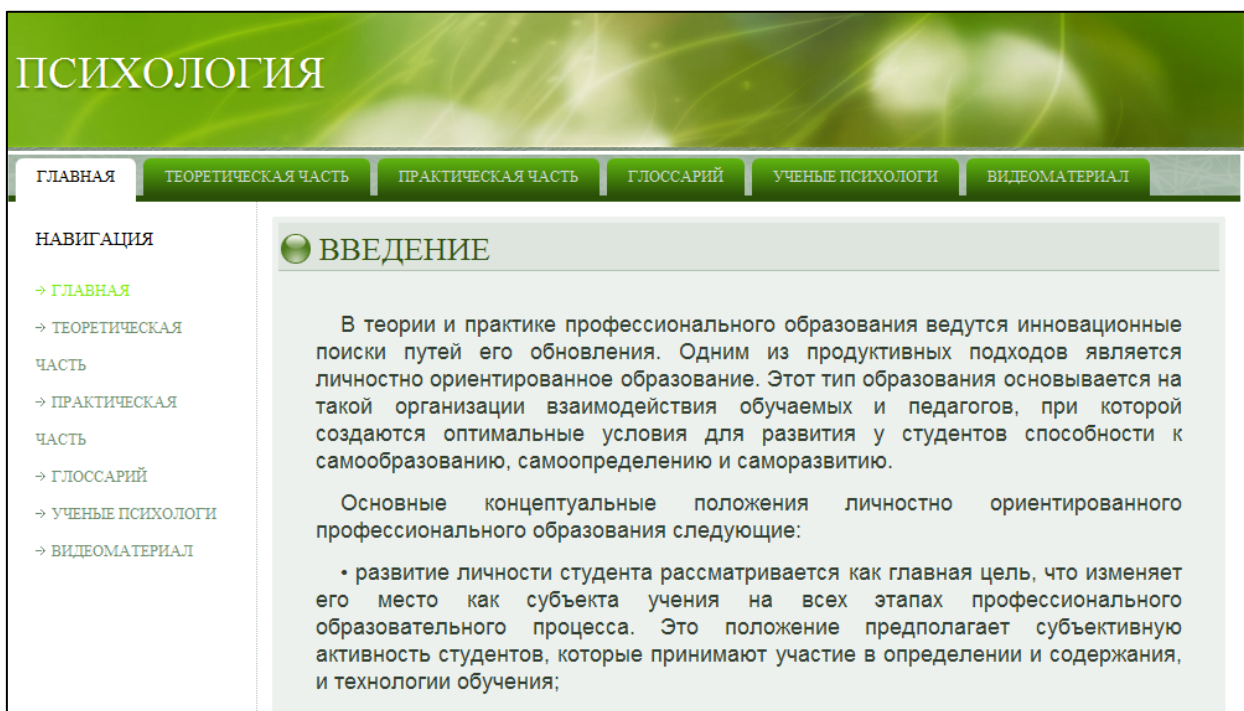 ПСИХОЛОГИЯ
ГЛАВНАЯ ТЕОРЕТИЧЕСКАЯ ЧАСТЬ ПРАКТИЧЕСКАЯ ЧАСТЬ ГЛОССАРИЙ УЧЕНЫЕ ПСИХОЛОГИ ВИДЕОМАТЕРИАЛ
НАВИГАЦИЯ
→ ГЛАВНАЯ
→ ТЕОРЕТИЧЕСКАЯ
ЧАСТЬ
→ ПРАКТИЧЕСКАЯ
ЧАСТЬ
→ ГЛОССАРИЙ
→ УЧЕНЫЕ ПСИХОЛОГИ
→ ВИДЕОМАТЕРИАЛ
ВВЕДЕНИЕ
В теории и практике профессионального образования ведутся инновационные
поиски путей его обновления. Одним из продуктивных подходов является
личностно ориентированное образование. Этот тип образования основывается на
такой организации взаимодействия обучаемых и педагогов, при которой
создаются оптимальные условия для развития у студентов способности к
самообразованию, самоопределению и саморазвитию.
Основные концептуальные положения личностно ориентированного
профессионального образования следующие:
• развитие личности студента рассматривается как главная цель, что изменяет
его место как субъекта учения на всех этапах профессионального
образовательного процесса. Это положение предполагает субъективную
активность студентов, которые принимают участие в определении и содержания,
и технологии обучения;